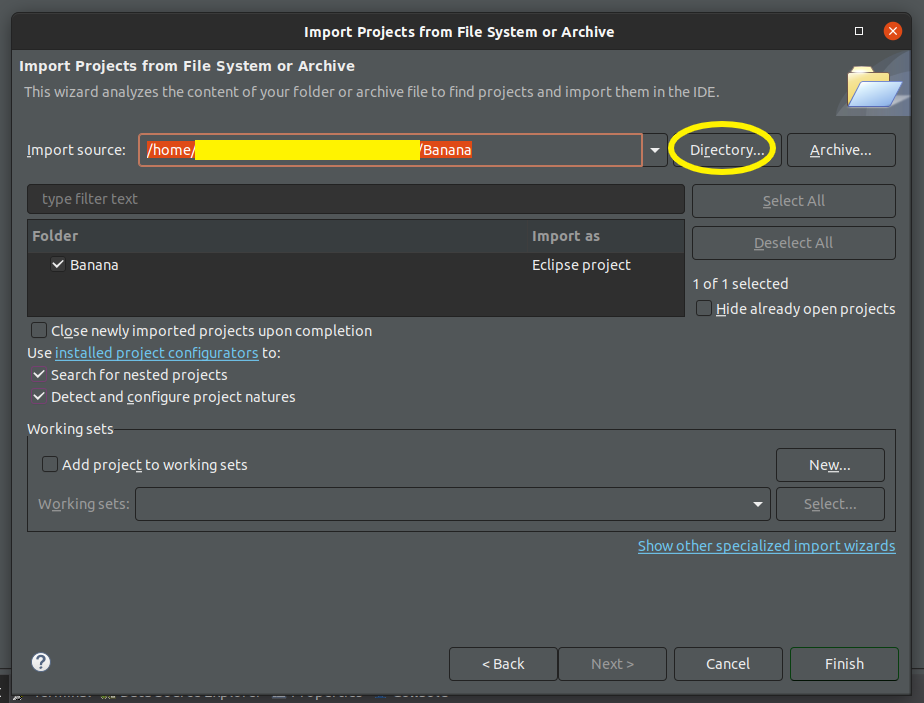 Import Projects from File System or Archive
Import Projects from File System or Archive
This wizard analyzes the content of your folder or archive file to find projects and import them in the IDE.
Import source: /home/ /Banana Directory... Archive...
type filter text Select All
Folder Import as Deselect All
Banana Eclipse project
1 of 1 selected
Hide already open projects
Close newly imported projects upon completion
Use installed project configurators to:
Search for nested projects
Detect and configure project natures
Working sets
Add project to working sets New...
Working sets: Select...
Show other specialized import wizards
? < Back Next > Cancel Finish